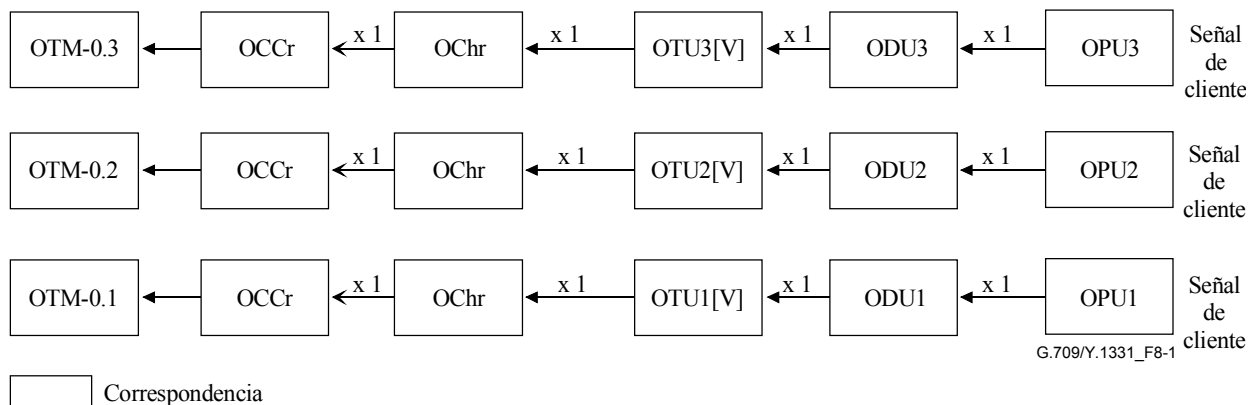 OTM-0.3 OCCr x 1 OChr x 1 OTU3[V] x 1 ODU3 x 1 OPU3 Señal
de
cliente
OTM-0.2 OCCr x 1 OChr x 1 OTU2[V] x 1 ODU2 x 1 OPU2 Señal
de
cliente
OTM-0.1 OCCr x 1 OChr x 1 OTU1[V] x 1 ODU1 x 1 OPU1 Señal
de
cliente
G.709/Y.1331_F8-1
Correspondencia